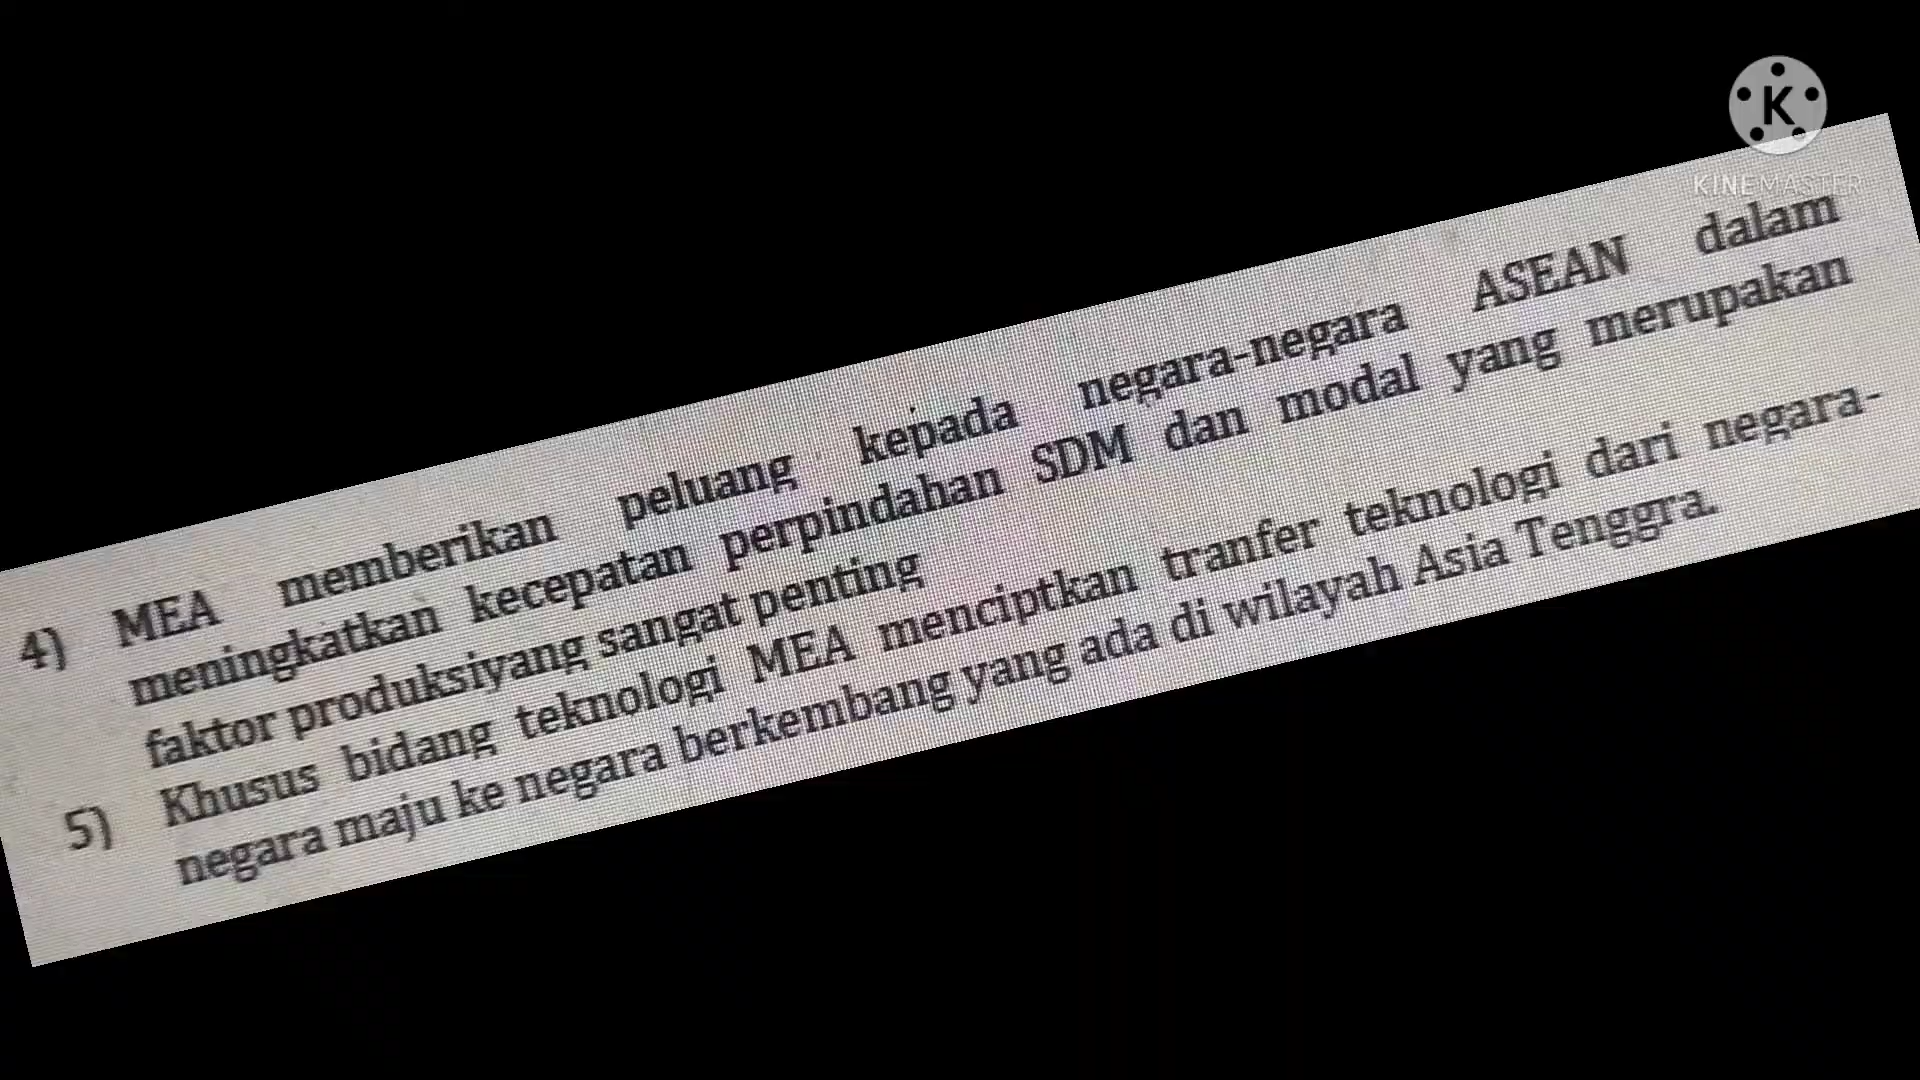 K
KINEMASTER
4) MEA memberikan peluang kepada negara-negara ASEAN dalam
meningkatkan kecepatan perpindahan SDM dan modal yang merupakan
faktor produksiyang sangat penting
5) Khusus bidang teknologi MEA menciptkan tranfer teknologi dari negara-
negara maju ke negara berkembang yang ada di wilayah Asia Tenggra.